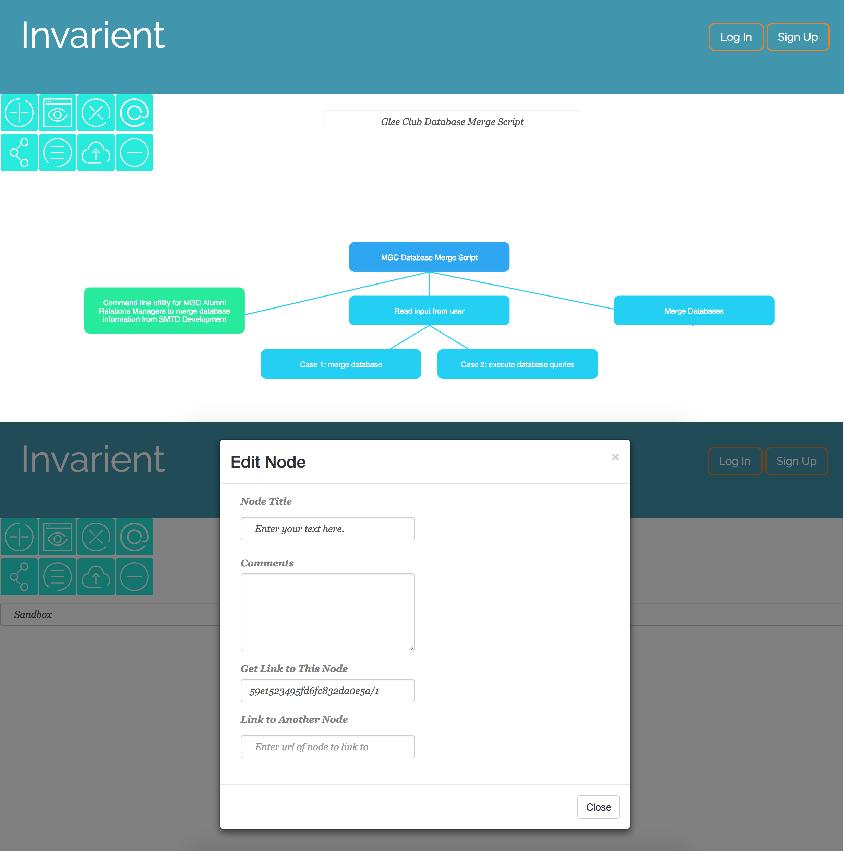 Invarient
Log In
Sign Up
Glee Club Database Merge Script
MGC Database Merge Script
Command line utility for MGC Alumni
Relations Managers to merge database
information from SMTD Development
Read input from user
Merge Databases
Case 1: merge database
Case 2: execute database queries
Invarient
Log In
Sign Up
Sandbox
Edit Node
×
Node Title
Enter your text here.
Comments
Get Link to This Node
59e1523495fd6fc832da0e5a/1
Link to Another Node
Enter url of node to link to
Close